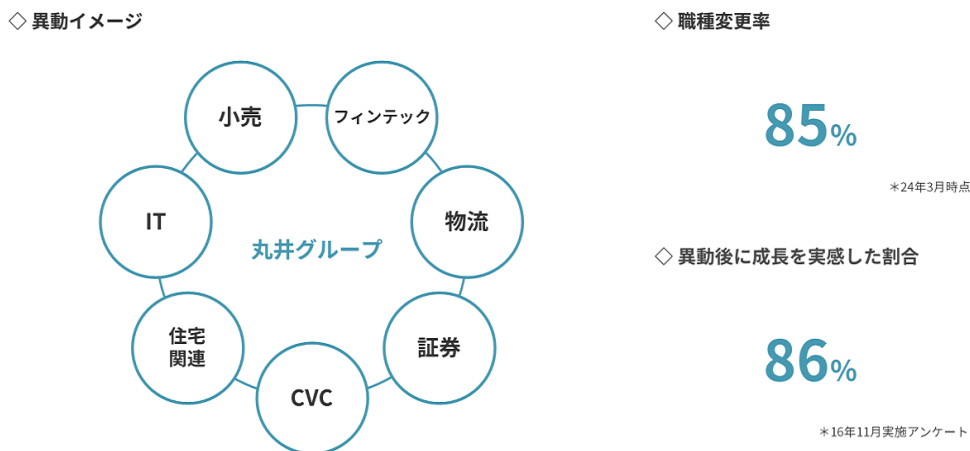 ◇ 異動イメージ
小売
フィンテック
IT
物流
丸井グループ
住宅
関連
証券
CVC
◇ 職種変更率
85%
＊24年3月時点
◇ 異動後に成長を実感した割合
86%
＊16年11月実施アンケート